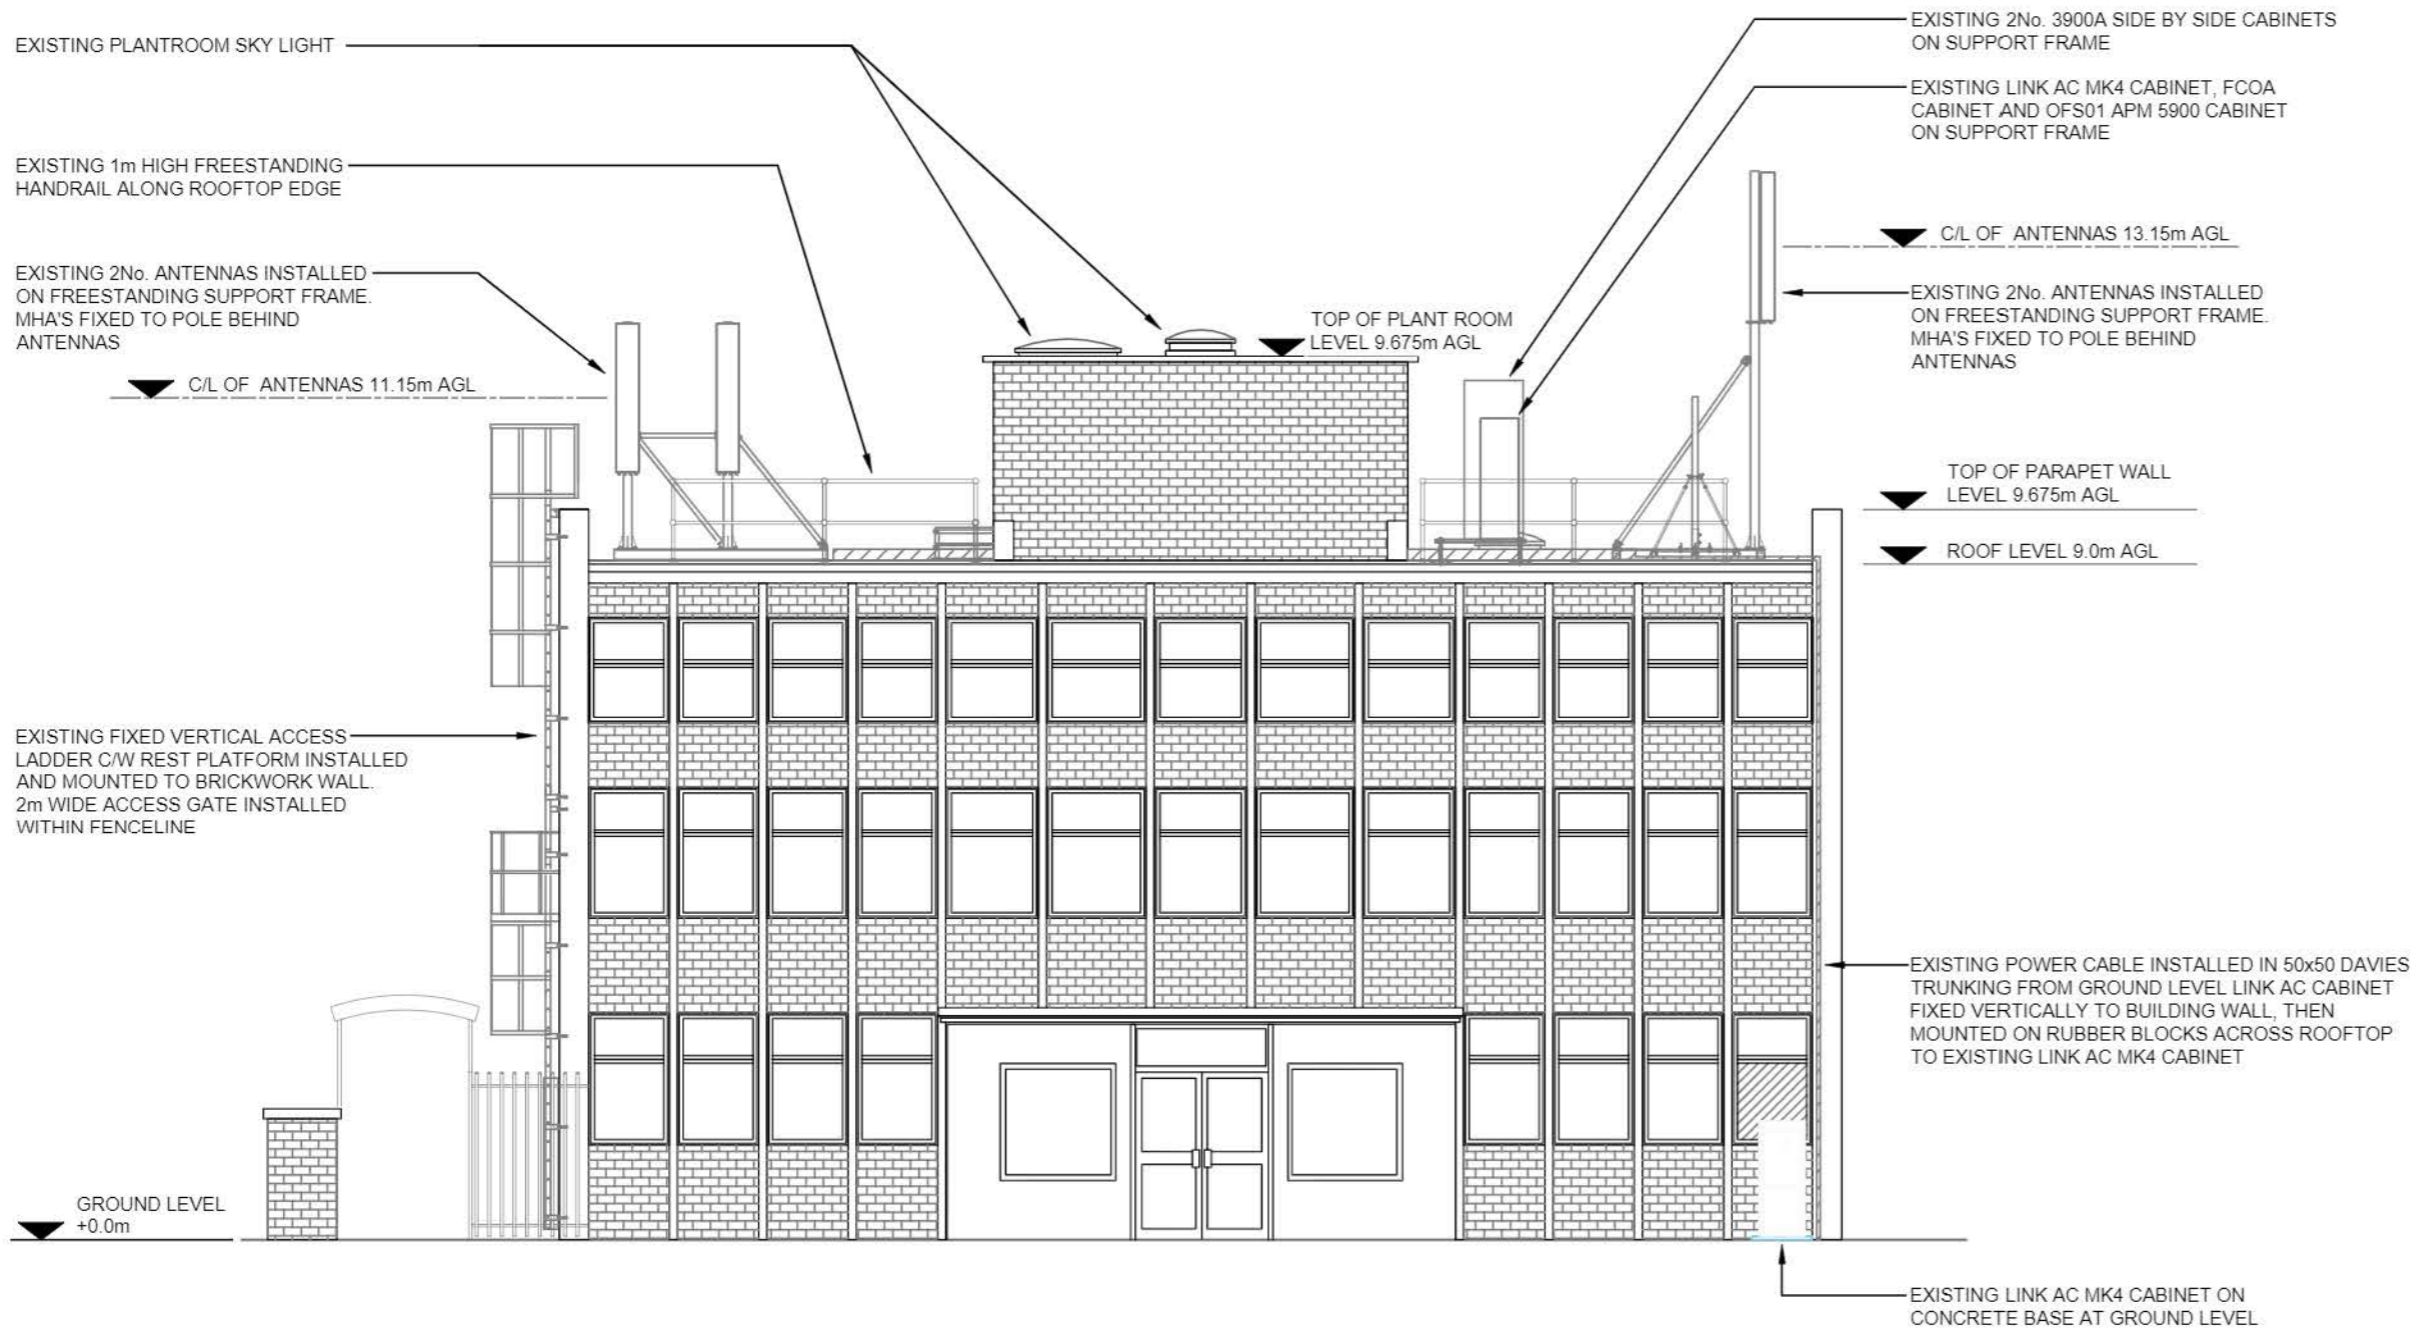 EXISTING PLANTROOM SKY LIGHT
EXISTING 1m HIGH FREESTANDING
HANDRAIL ALONG ROOFTOP EDGE
EXISTING 2No. ANTENNAS INSTALLED
ON FREESTANDING SUPPORT FRAME.
MHA'S FIXED TO POLE BEHIND
ANTENNAS
C/L OF ANTENNAS 11.15m AGL
EXISTING FIXED VERTICAL ACCESS
LADDER C/W REST PLATFORM INSTALLED
AND MOUNTED TO BRICKWORK WALL.
2m WIDE ACCESS GATE INSTALLED
WITHIN FENCELINE
GROUND LEVEL
+0.0m
TOP OF PLANT ROOM
LEVEL 9.675m AGL
EXISTING 2No. 3900A SIDE BY SIDE CABINETS
ON SUPPORT FRAME
EXISTING LINK AC MK4 CABINET, FCOA
CABINET AND OFS01 APM 5900 CABINET
ON SUPPORT FRAME
C/L OF ANTENNAS 13.15m AGL
EXISTING 2No. ANTENNAS INSTALLED
ON FREESTANDING SUPPORT FRAME.
MHA'S FIXED TO POLE BEHIND
ANTENNAS
TOP OF PARAPET WALL
LEVEL 9.675m AGL
ROOF LEVEL 9.0m AGL
EXISTING POWER CABLE INSTALLED IN 50x50 DAVIES
TRUNKING FROM GROUND LEVEL LINK AC CABINET
FIXED VERTICALLY TO BUILDING WALL, THEN
MOUNTED ON RUBBER BLOCKS ACROSS ROOFTOP
TO EXISTING LINK AC MK4 CABINET
EXISTING LINK AC MK4 CABINET ON
CONCRETE BASE AT GROUND LEVEL